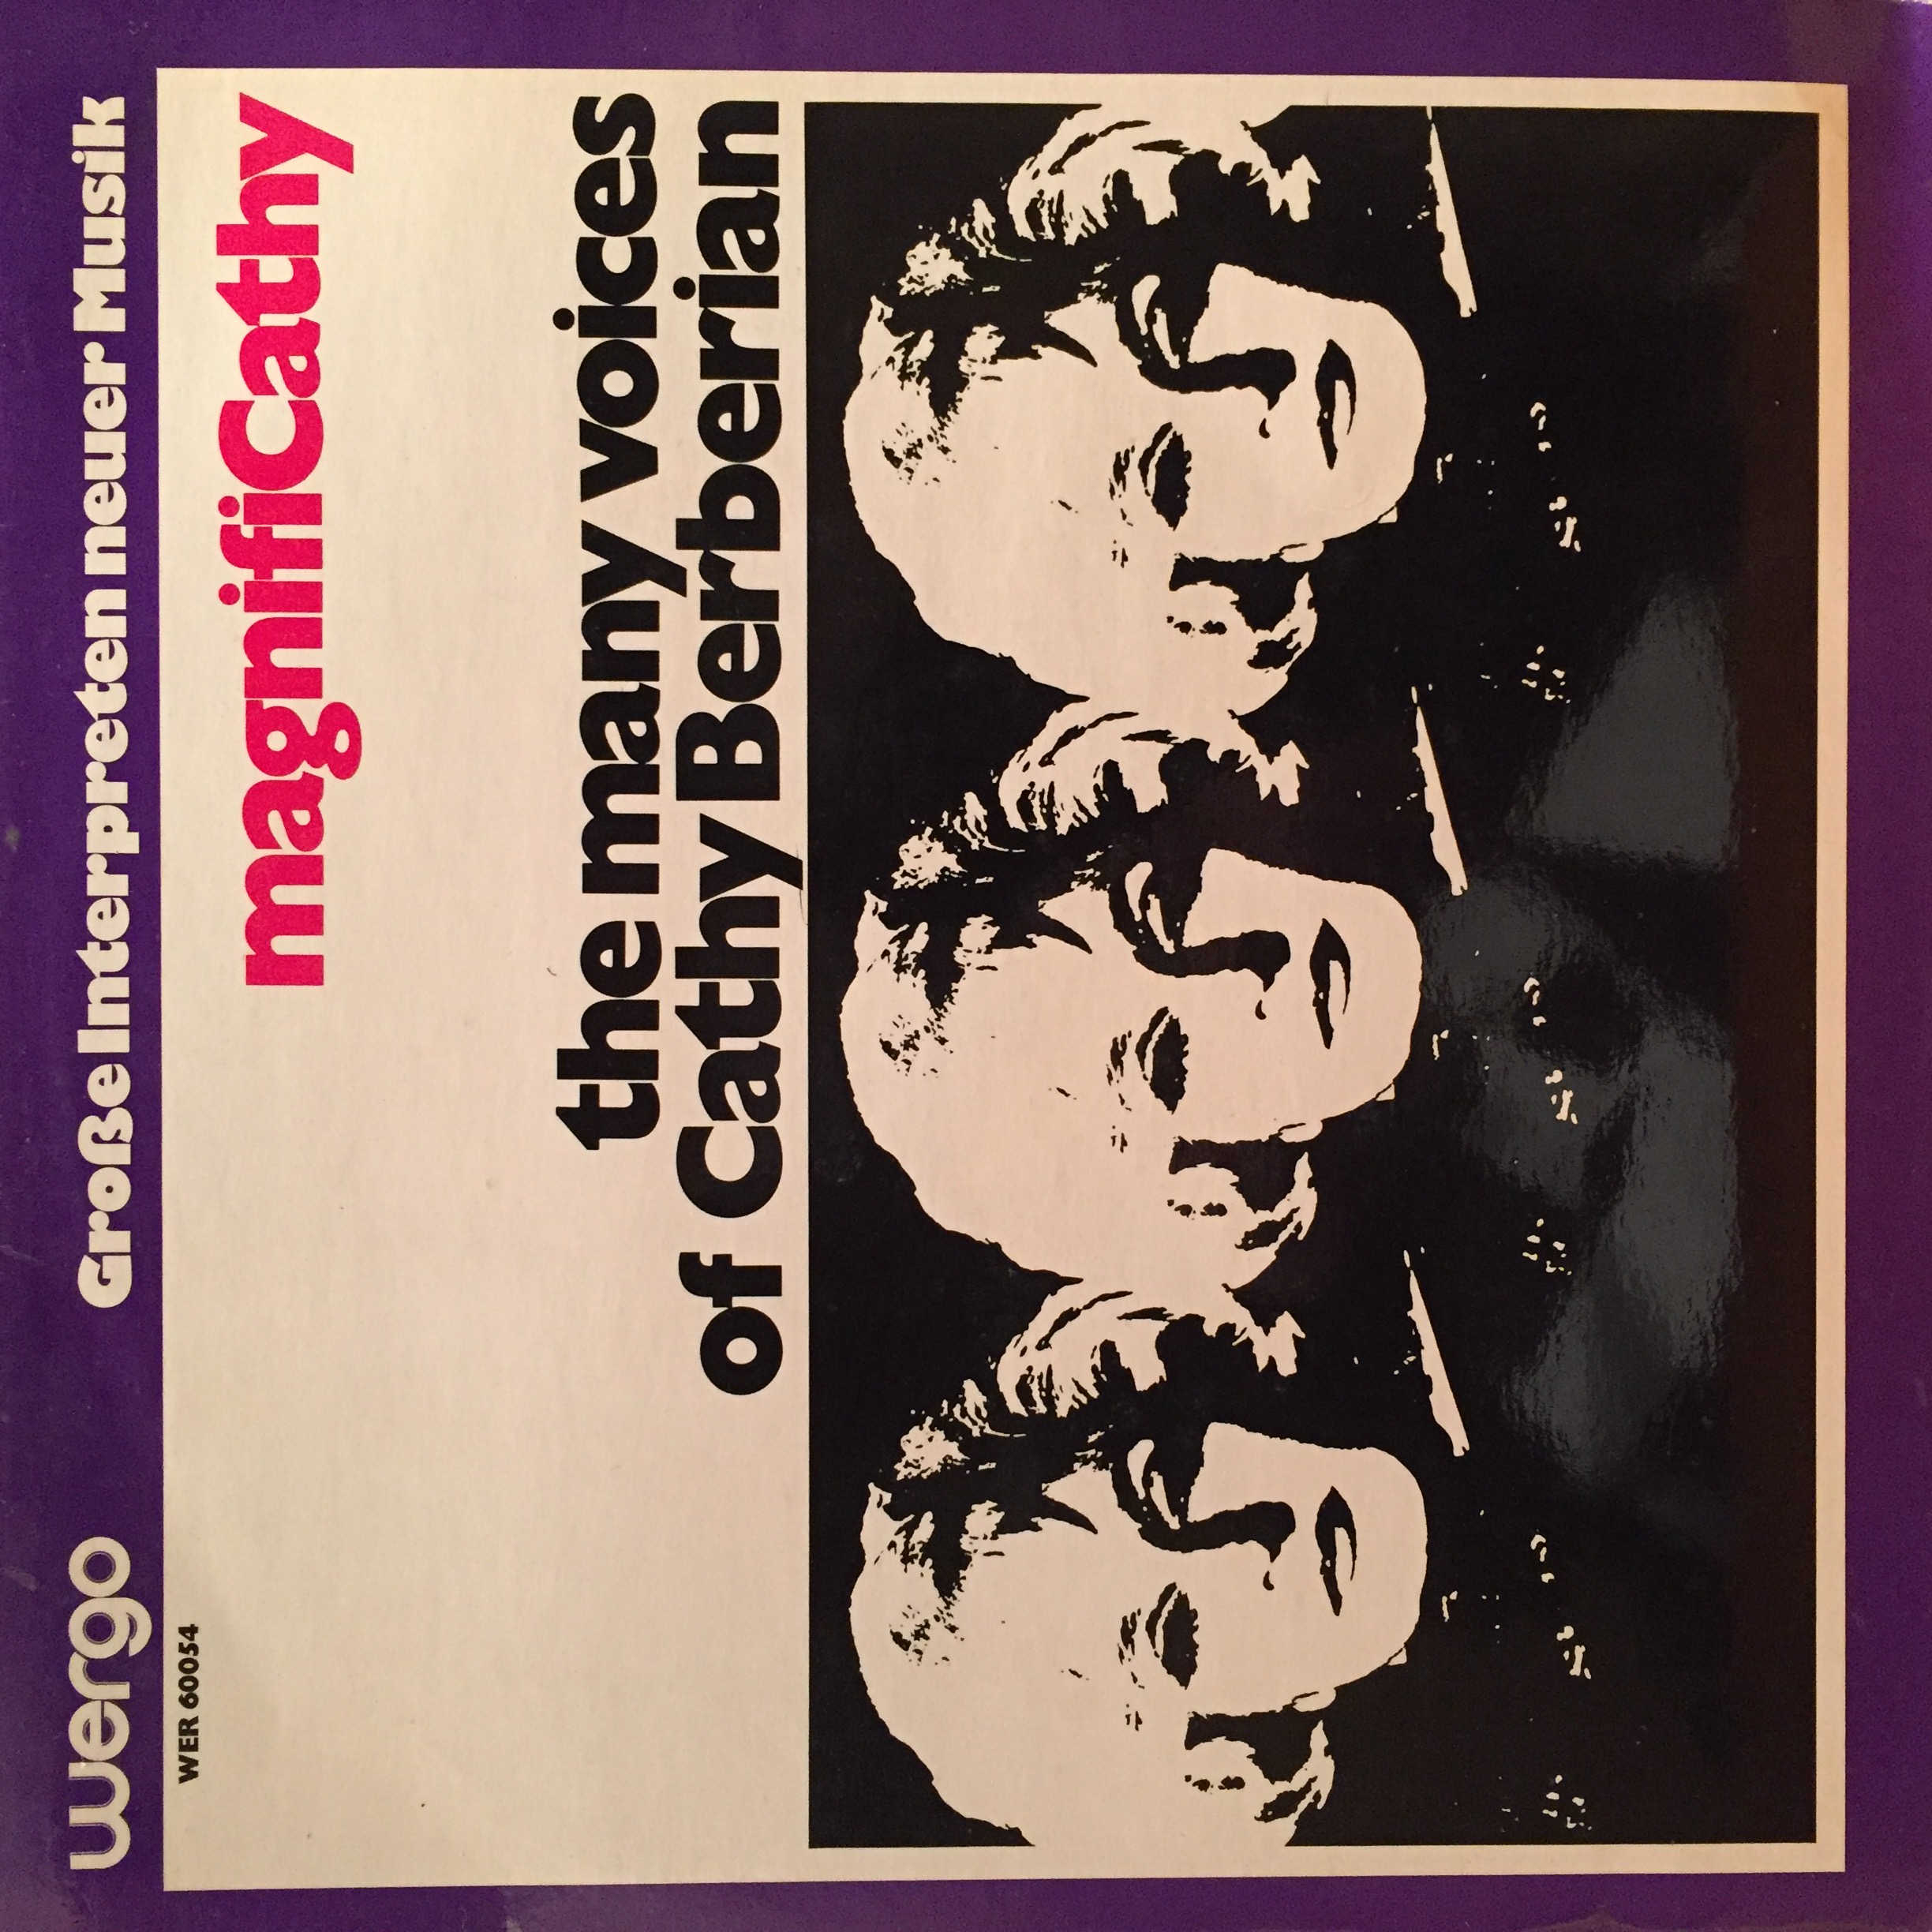 wergo Große Interpreten neuer Musik
WER 60054
magnifiCathy
the many voices
of Cathy Berberian